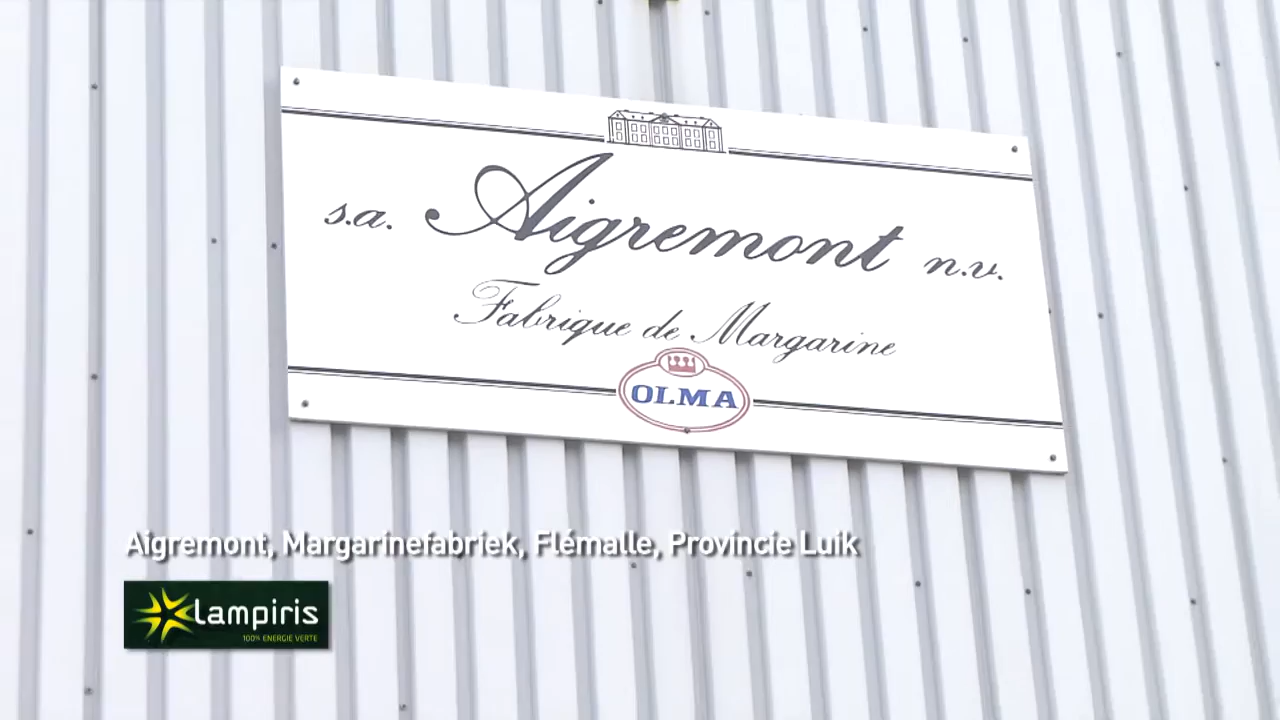 s.a. Aigremont n.v.
Fabrique de Margarine
OLMA
Aigremont, Margarinefabriek, Flémalle, Provincie Luik
Lampiris
100% ENERGIE VERTE